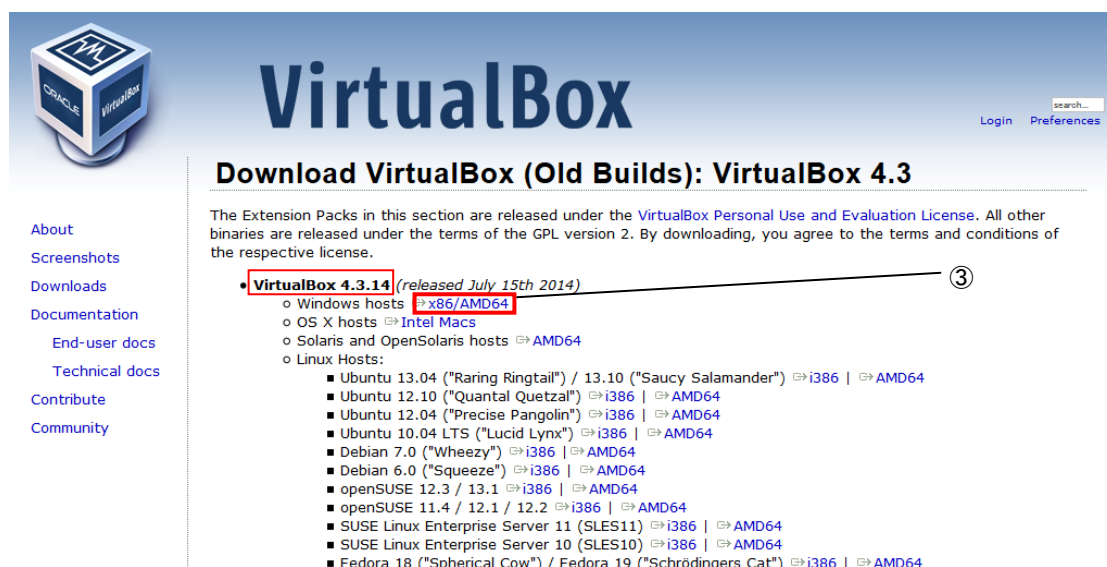 ORACLE
VirtualBox
VirtualBox
search...
Login Preferences
Download VirtualBox (Old Builds): VirtualBox 4.3
About
Screenshots
Downloads
Documentation
End-user docs
Technical docs
Contribute
Community
The Extension Packs in this section are released under the VirtualBox Personal Use and Evaluation License. All other
binaries are released under the terms of the GPL version 2. By downloading, you agree to the terms and conditions of
the respective license.
• VirtualBox 4.3.14 (released July 15th 2014)
③
o Windows hosts x86/AMD64
o OS X hosts Intel Macs
o Solaris and OpenSolaris hosts AMD64
o Linux Hosts:
■ Ubuntu 13.04 ("Raring Ringtail") / 13.10 ("Saucy Salamander") i386 | AMD64
■ Ubuntu 12.10 ("Quantal Quetzal") i386 | AMD64
■ Ubuntu 12.04 ("Precise Pangolin") i386 | AMD64
■ Ubuntu 10.04 LTS ("Lucid Lynx") i386 | AMD64
■ Debian 7.0 ("Wheezy") i386 | AMD64
■ Debian 6.0 ("Squeeze") i386 | AMD64
■ openSUSE 12.3 / 13.1 i386 | AMD64
■ openSUSE 11.4 / 12.1 / 12.2 i386 | AMD64
■ SUSE Linux Enterprise Server 11 (SLES11) i386 | AMD64
■ SUSE Linux Enterprise Server 10 (SLES10) i386 | AMD64
■ Fedora 18 ("Spherical Cow") / Fedora 19 ("Schrödingers Cat") i386 | AMD64